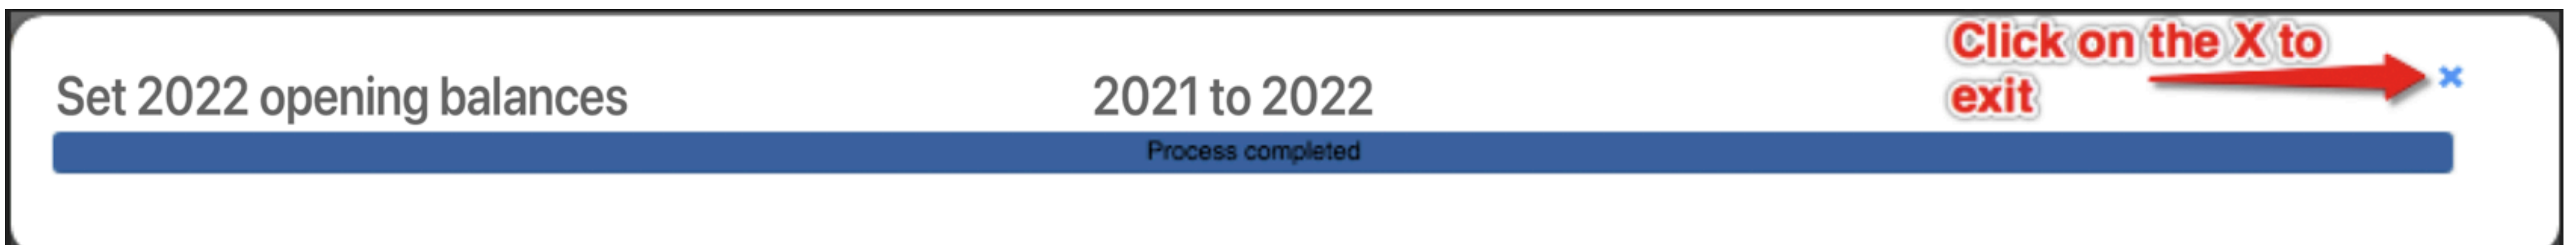 Set 2022 opening balances
2021 to 2022
Click on the X to
exit
Process completed